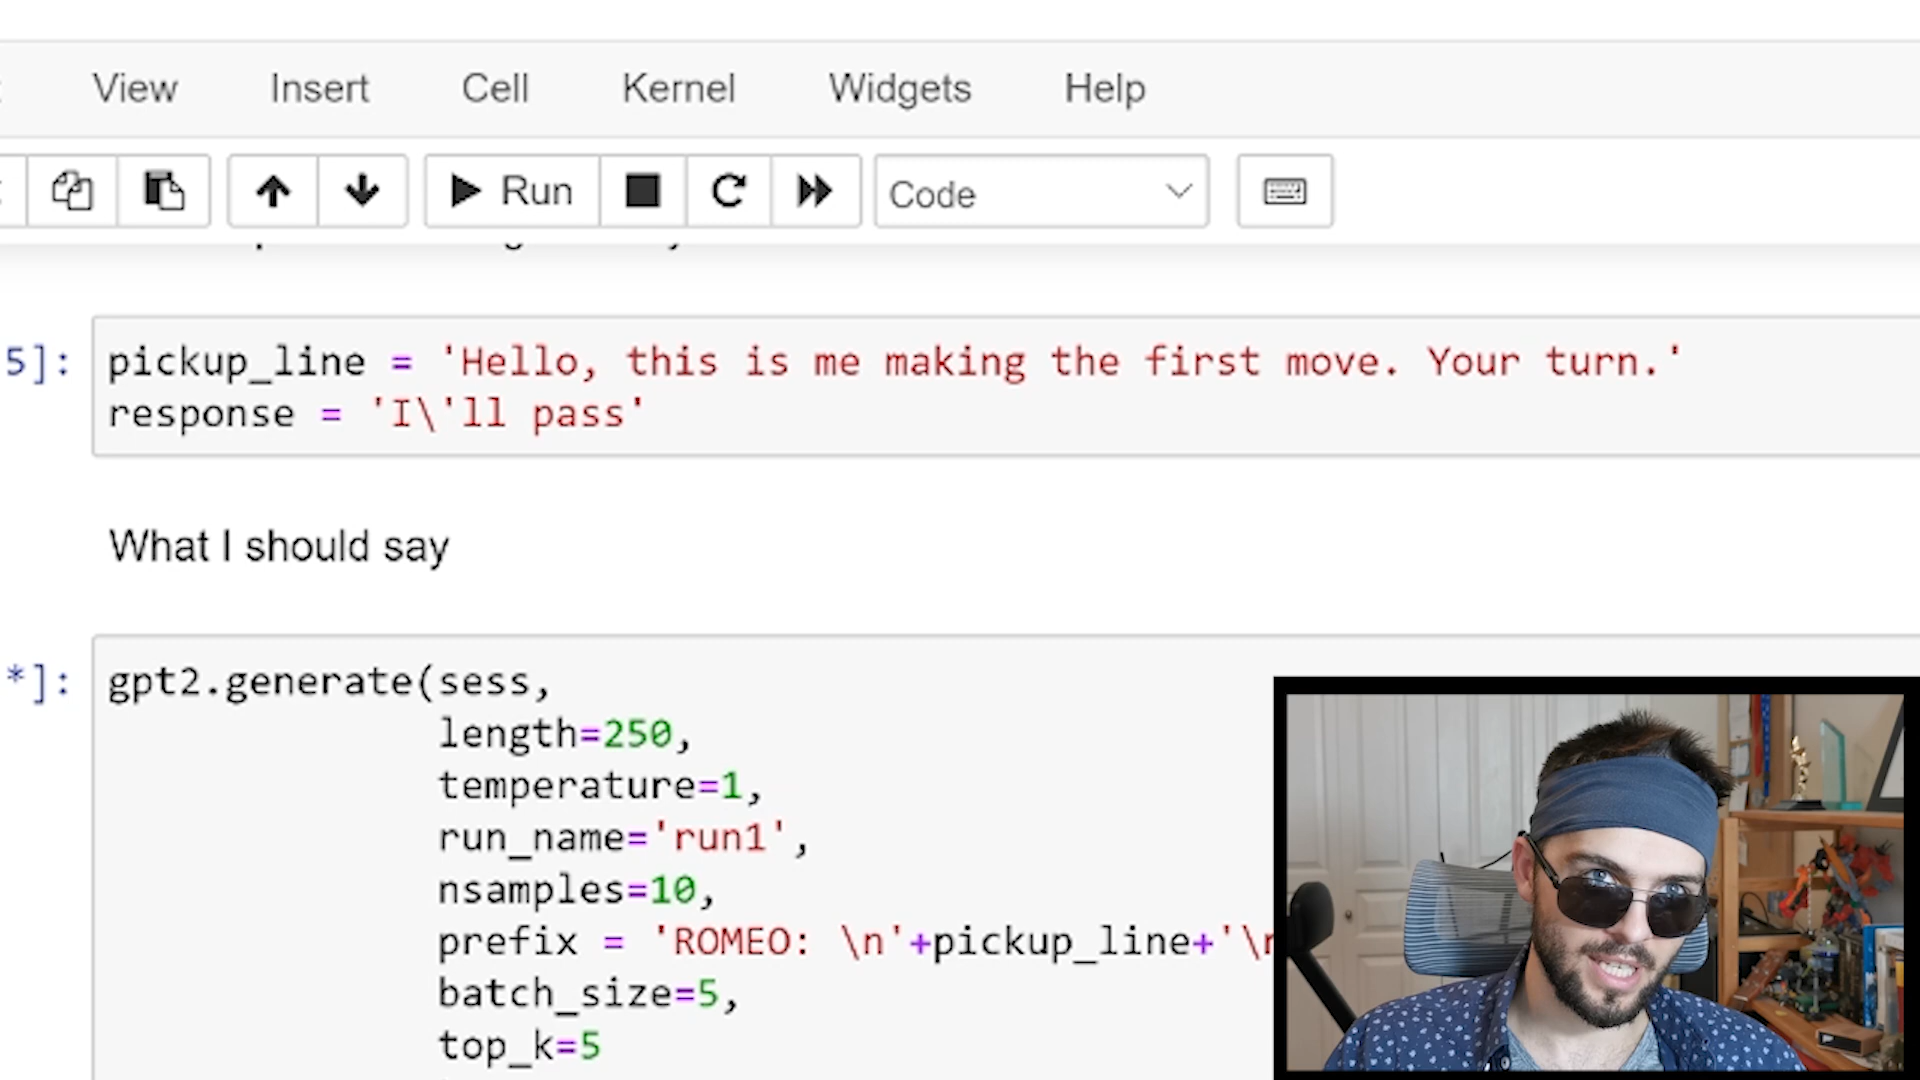 View Insert Cell Kernel Widgets Help
Run Code
5]: pickup_line = 'Hello, this is me making the first move. Your turn.'
response = 'I\'ll pass'
What I should say
*]: gpt2.generate(sess,
length=250,
temperature=1,
run_name='run1',
nsamples=10,
prefix = 'ROMEO: \n'+pickup_line+'\
batch_size=5,
top_k=5